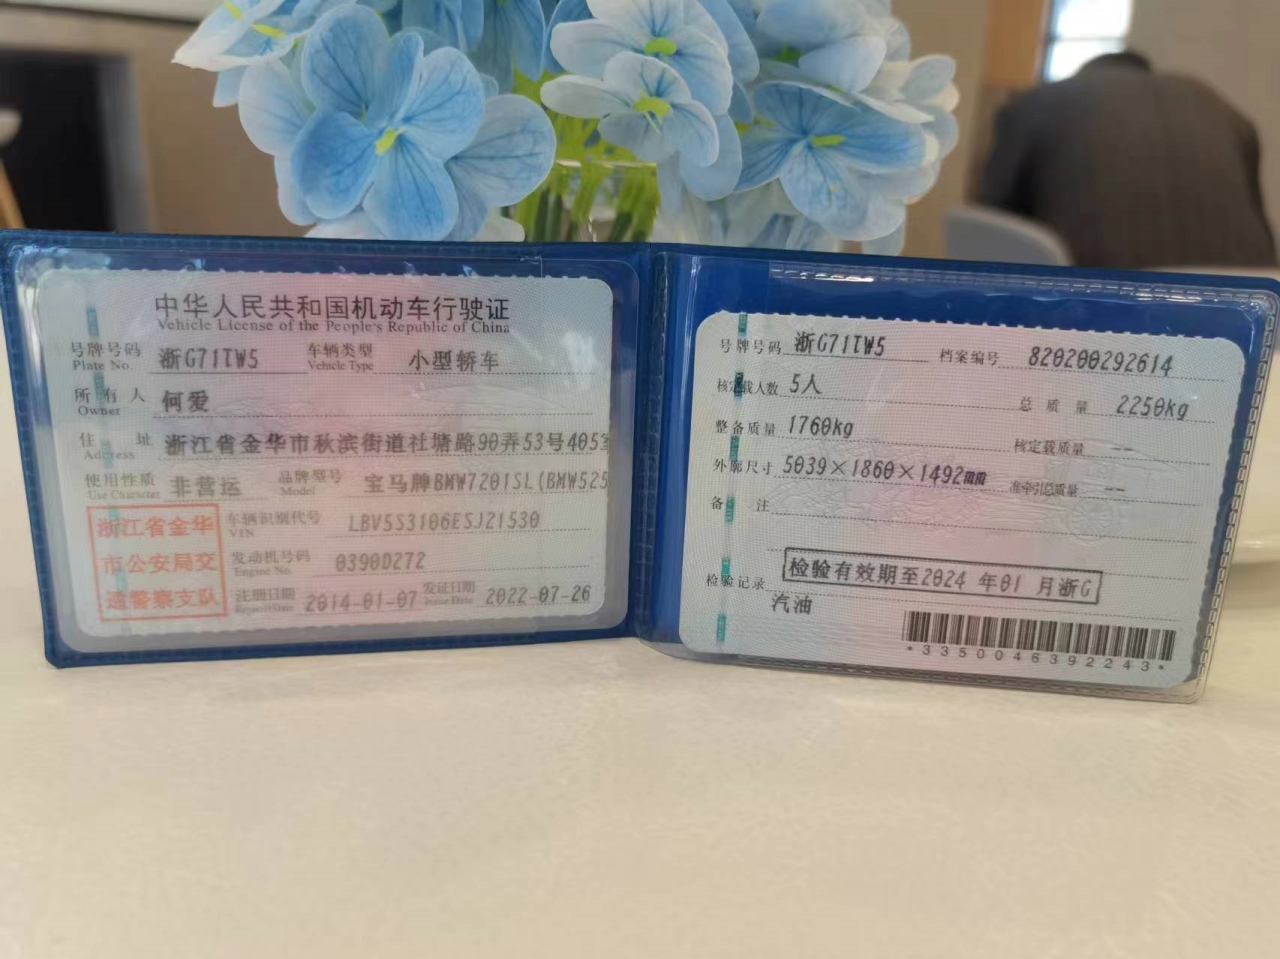 中华人民共和国机动车行驶证
Vehicle License of the People's Republic of China
号牌号码 浙G71TW5 车辆类型 小型轿车
Plate No. Vehicle Type
所有人 何爱
Owner
住址 浙江省金华市秋滨街道社塘路90弄53号405
Address
使用性质 非营运 品牌型号 宝马牌BMW7201SL(BMW525
Use Character Model
浙江省金华
市公安局交
通警察支队
车辆识别代号 LBV5S3106ESJ21530
VIN
发动机号码 0390D272
Engine No.
注册日期 2014-01-07 发证日期 2022-07-26
Register Date Issue Date
号牌号码 浙G71TW5 档案编号 820200292614
核定载人数 5人 总质量 2250kg
整备质量 1760kg 核定载质量 --
外廓尺寸 5039×1860×1492mm 准牵引总质量 --
备注
检验记录 检验有效期至2024年01月浙G
汽油
*3350046392243*